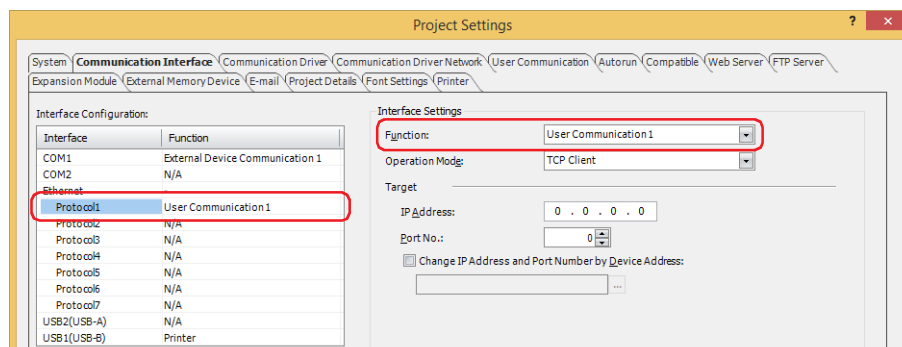 Project Settings
? ×
System Communication Interface Communication Driver Communication Driver Network User Communication Autorun Compatible Web Server FTP Server
Expansion Module External Memory Device E-mail Project Details Font Settings Printer
Interface Configuration:
Interface Function
COM1 External Device Communication 1
COM2 N/A
Ethernet -
Protocol1 User Communication 1
Protocol2 N/A
Protocol3 N/A
Protocol4 N/A
Protocol5 N/A
Protocol6 N/A
Protocol7 N/A
USB2(USB-A) N/A
USB1(USB-B) Printer
Interface Settings
Function: User Communication 1
Operation Mode: TCP Client
Target
IP Address: 0 . 0 . 0 . 0
Port No.: 0
Change IP Address and Port Number by Device Address:
...